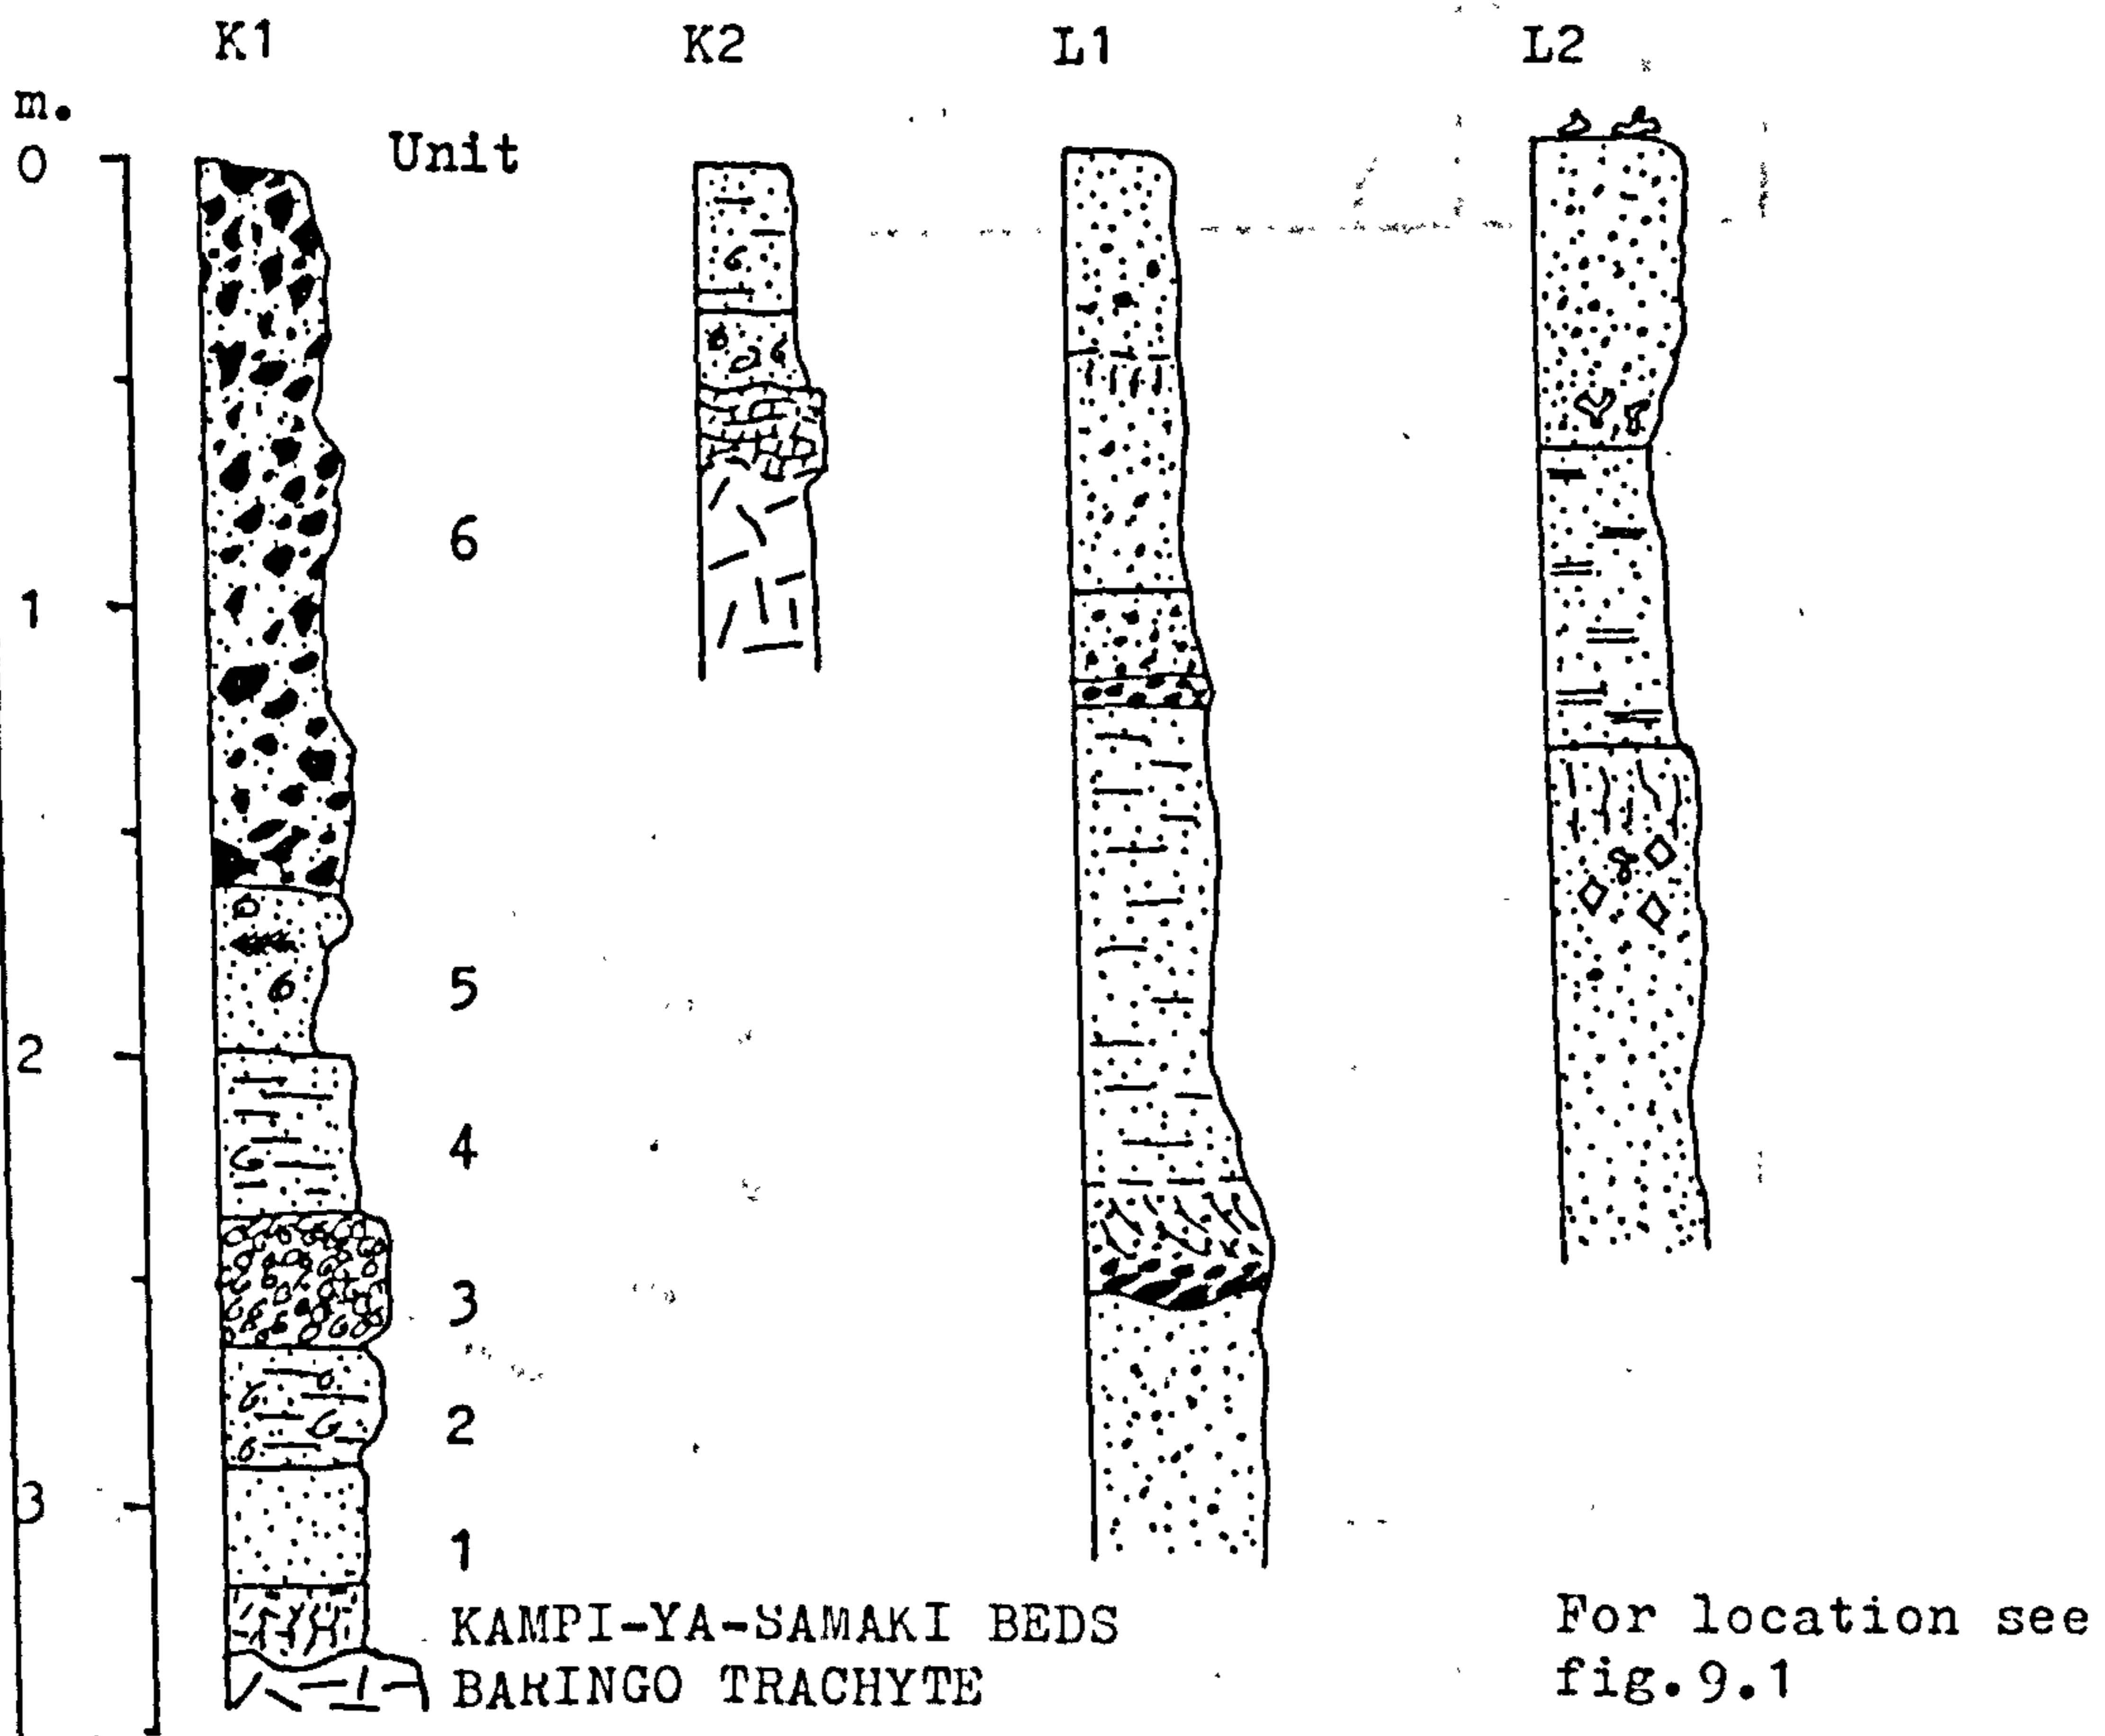 K1 K2 L1 L2
m.
0
Unit
6
1
5
2
4
3
2
3
1
KAMPI-YA-SAMAKI BEDS
BARINGO TRACHYTE
For location see
fig.9.1